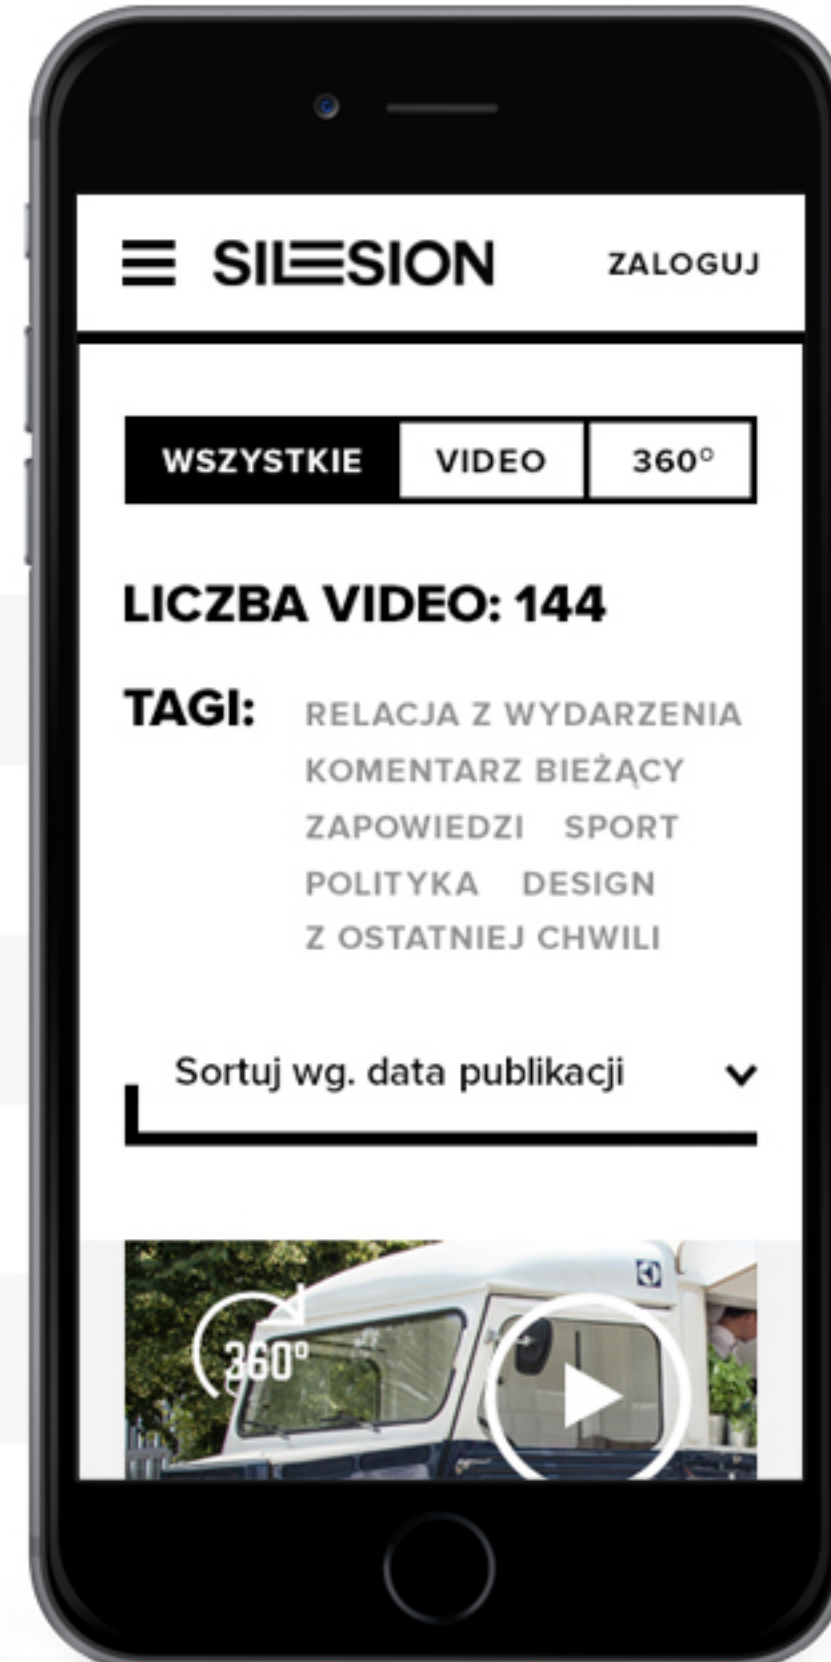 SILESION ZALOGUJ
WSZYSTKIE VIDEO 360°
LICZBA VIDEO: 144
TAGI: RELACJA Z WYDARZENIA
KOMENTARZ BIEŻĄCY
ZAPOWIEDZI SPORT
POLITYKA DESIGN
Z OSTATNIEJ CHWILI
Sortuj wg. data publikacji
360°